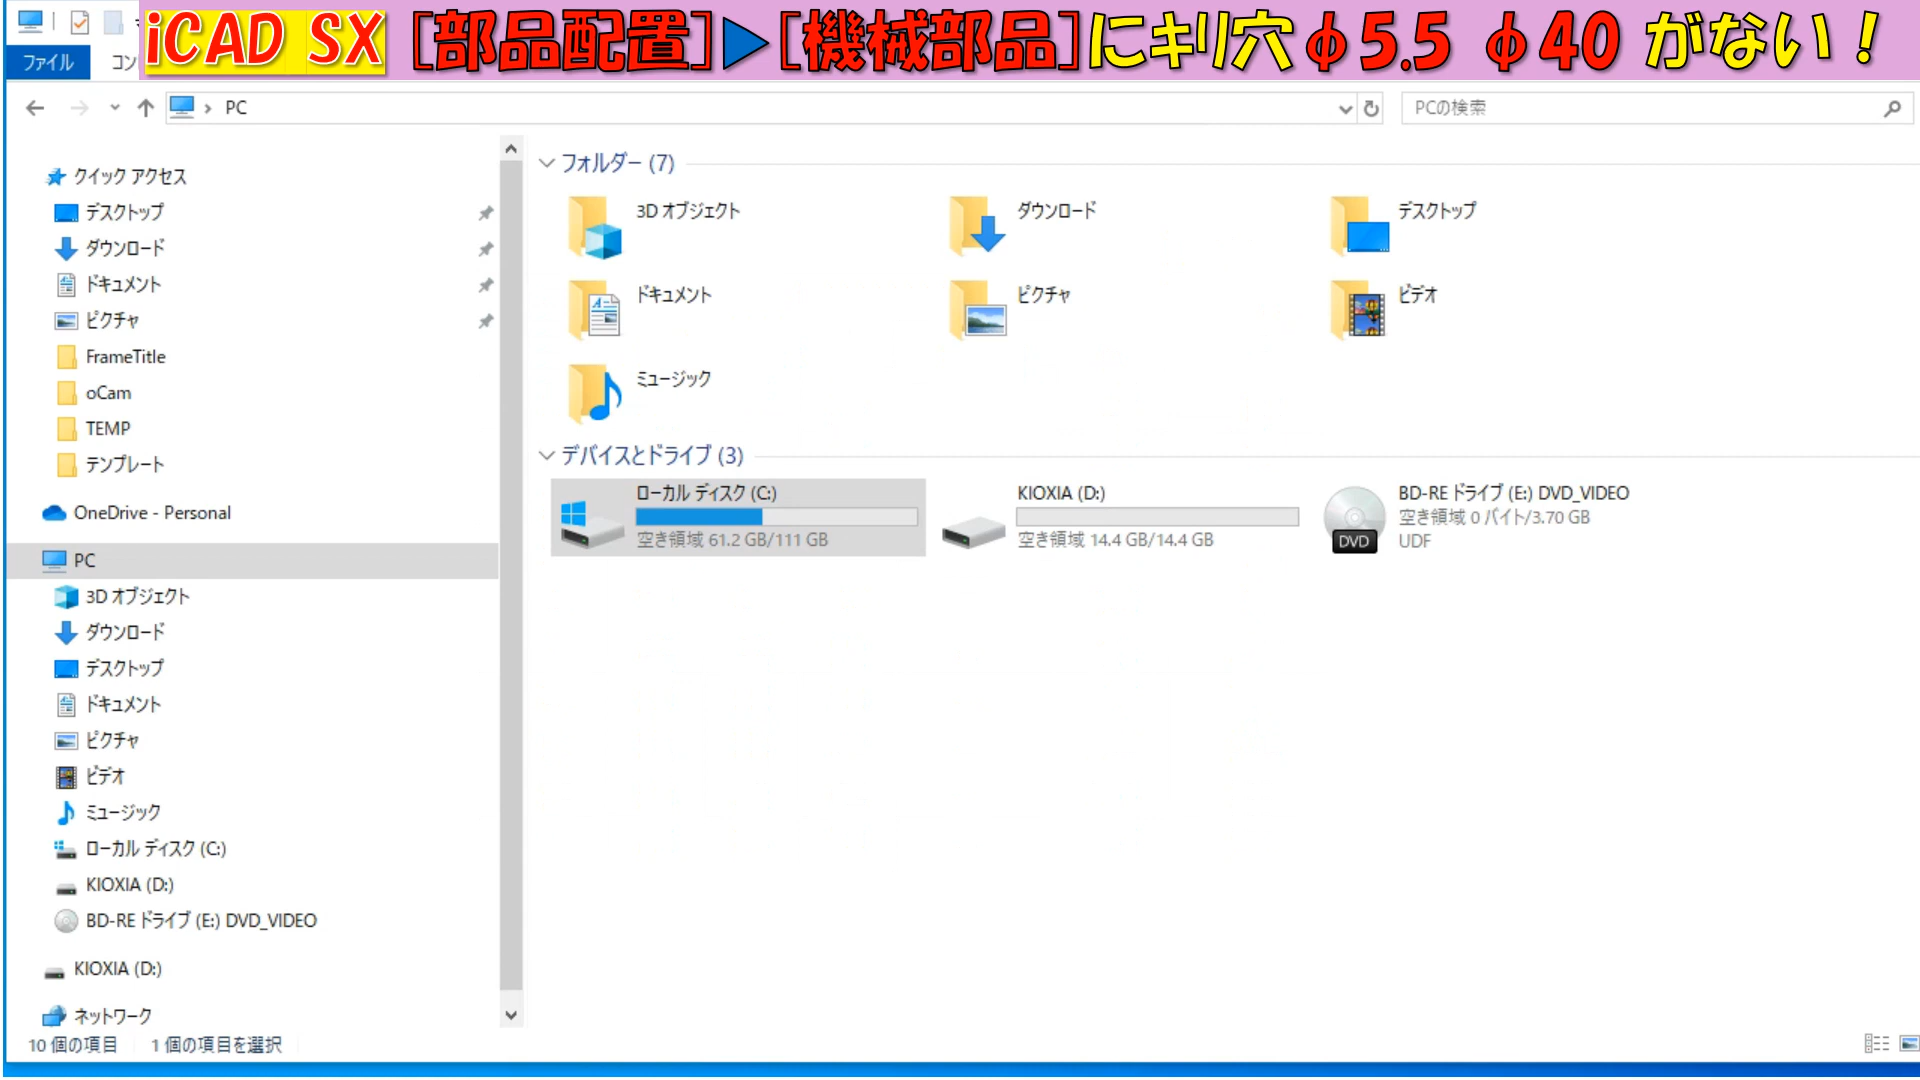 iCAD SX [部品配置]▶[機械部品]にキリ穴φ5.5 φ40 がない!
ファイル
コン
PC
PCの検索
クイック アクセス
デスクトップ
ダウンロード
ドキュメント
ピクチャ
FrameTitle
oCam
TEMP
テンプレート
OneDrive - Personal
PC
3D オブジェクト
ダウンロード
デスクトップ
ドキュメント
ピクチャ
ビデオ
ミュージック
ローカル ディスク (C:)
KIOXIA (D:)
BD-RE ドライブ (E:) DVD_VIDEO
KIOXIA (D:)
ネットワーク
フォルダー (7)
3D オブジェクト
ダウンロード
デスクトップ
ドキュメント
ピクチャ
ビデオ
ミュージック
デバイスとドライブ (3)
ローカル ディスク (C:)
空き領域 61.2 GB/111 GB
KIOXIA (D:)
空き領域 14.4 GB/14.4 GB
BD-RE ドライブ (E:) DVD_VIDEO
空き領域 0 バイト/3.70 GB
UDF
DVD
10 個の項目
1 個の項目を選択